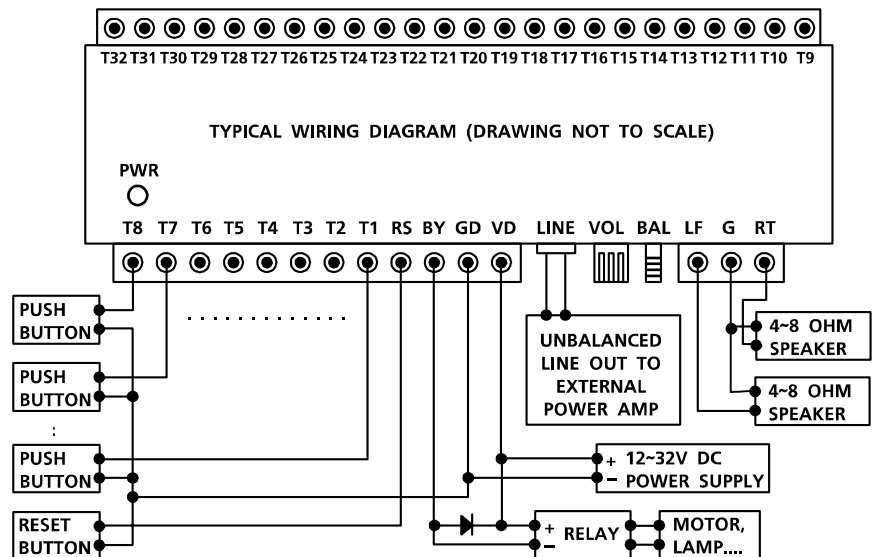 T32 T31 T30 T29 T28 T27 T26 T25 T24 T23 T22 T21 T20 T19 T18 T17 T16 T15 T14 T13 T12 T11 T10 T9
TYPICAL WIRING DIAGRAM (DRAWING NOT TO SCALE)
PWR
T8 T7 T6 T5 T4 T3 T2 T1 RS BY GD VD LINE VOL BAL LF G RT
PUSH
BUTTON
PUSH
BUTTON
:
PUSH
BUTTON
RESET
BUTTON
. . . . . . . . . . . . .
UNBALANCED
LINE OUT TO
EXTERNAL
POWER AMP
4~8 OHM
SPEAKER
4~8 OHM
SPEAKER
+ 12~32V DC
− POWER SUPPLY
+ RELAY
−
MOTOR,
LAMP....